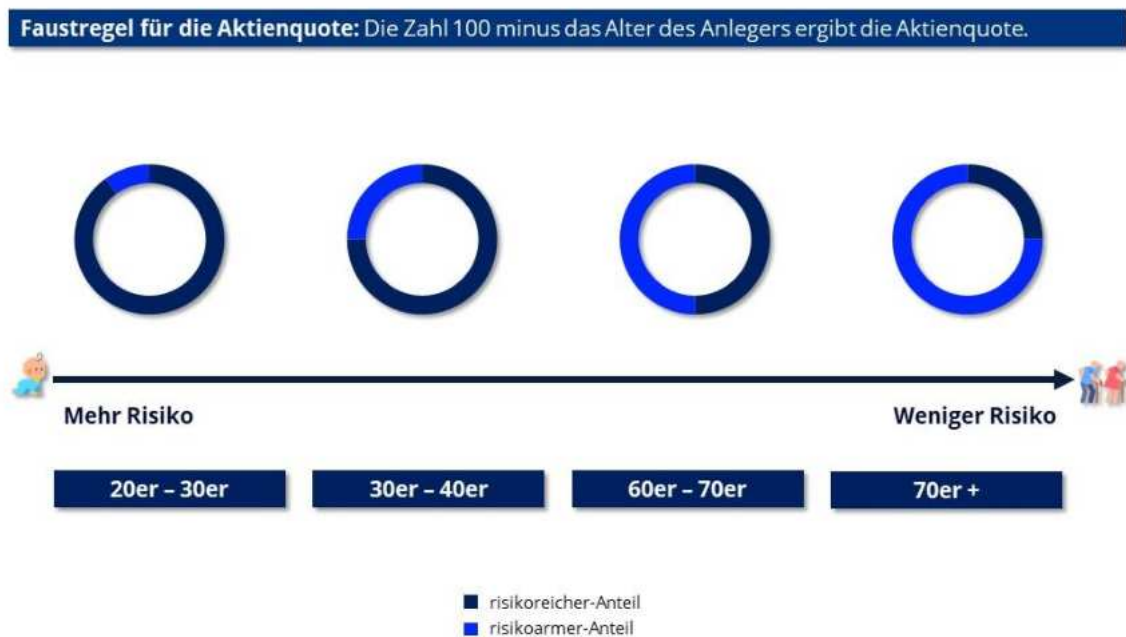 Faustregel für die Aktienquote: Die Zahl 100 minus das Alter des Anlegers ergibt die Aktienquote.
Mehr Risiko
Weniger Risiko
20er – 30er
30er – 40er
60er – 70er
70er +
risikoreicher-Anteil
risikoarmer-Anteil